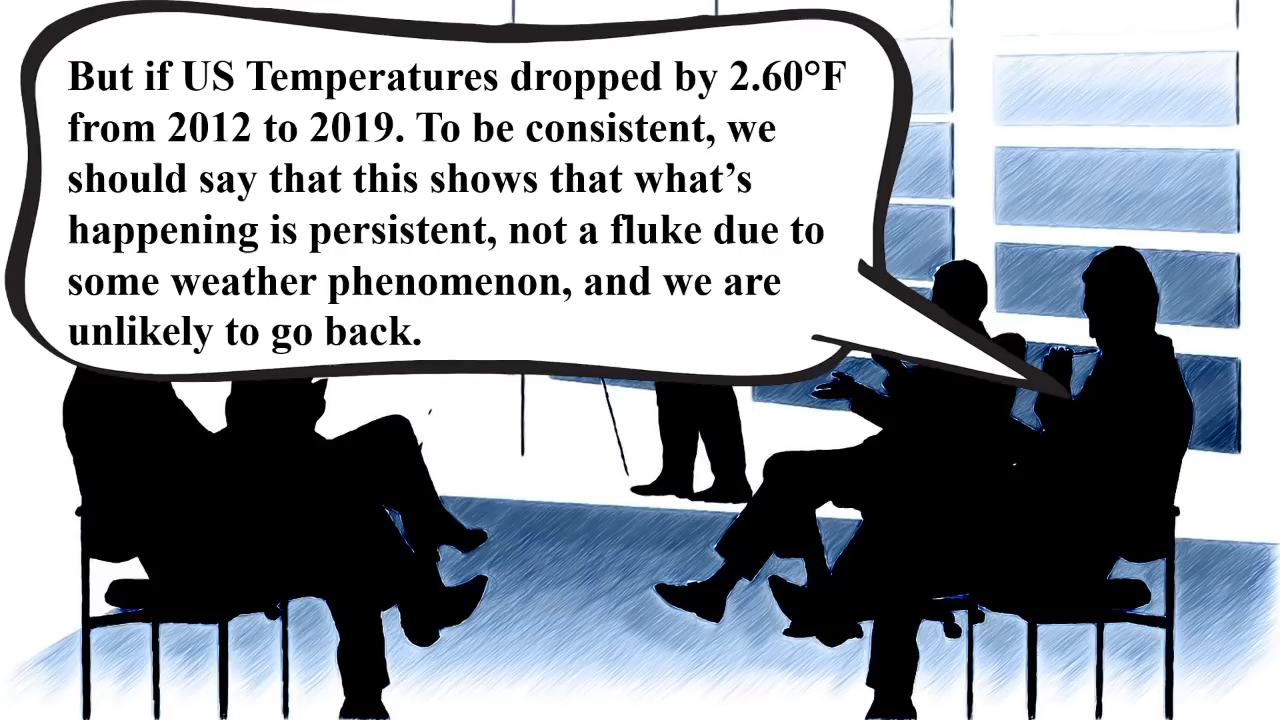 But if US Temperatures dropped by 2.60°F
from 2012 to 2019. To be consistent, we
should say that this shows that what’s
happening is persistent, not a fluke due to
some weather phenomenon, and we are
unlikely to go back.